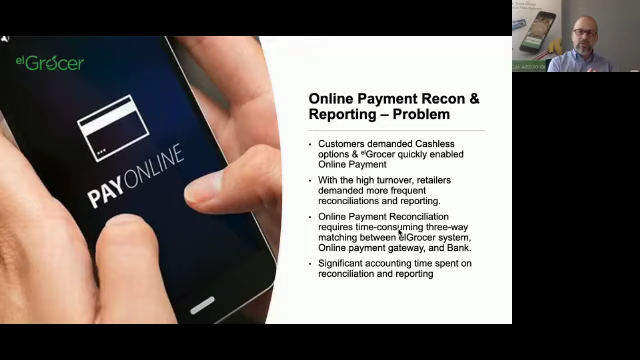 elGrocer
PAYONLINE
Online Payment Recon &
Reporting – Problem
• Customers demanded Cashless
options & elGrocer quickly enabled
Online Payment
• With the high turnover, retailers
demanded more frequent
reconciliations and reporting.
• Online Payment Reconciliation
requires time-consuming three-way
matching between elGrocer system,
Online payment gateway, and Bank.
• Significant accounting time spent on
reconciliation and reporting